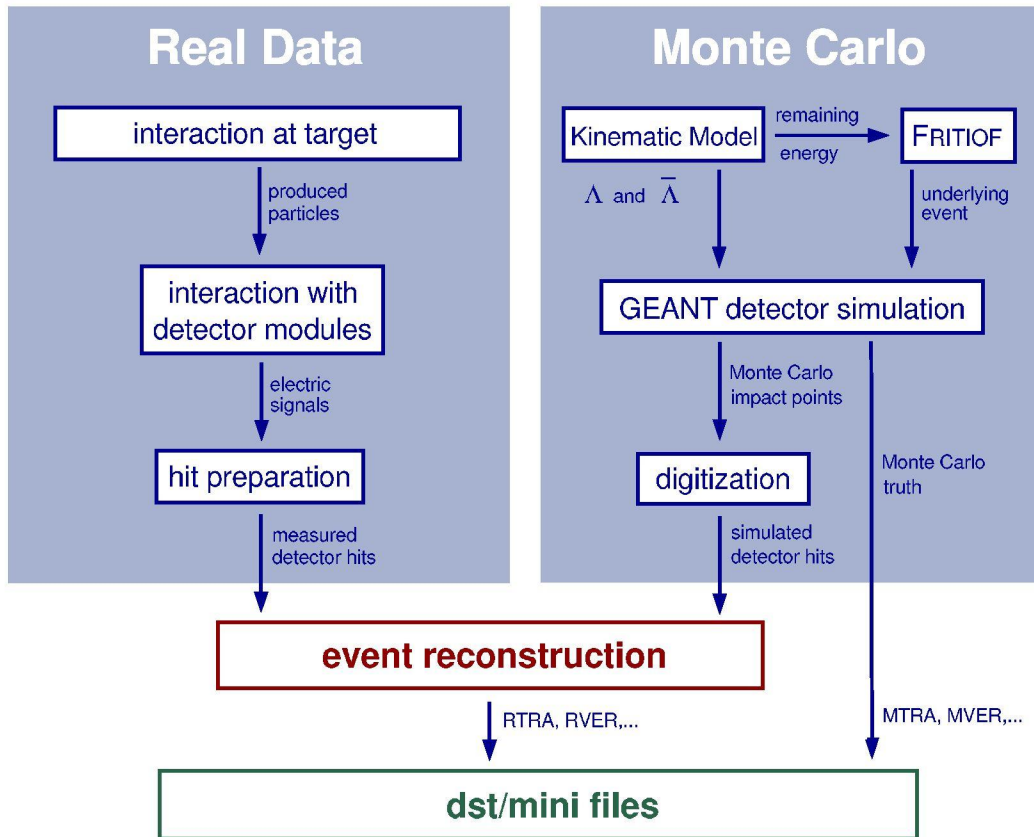 Real Data
interaction at target
produced
particles
interaction with
detector modules
electric
signals
hit preparation
measured
detector hits
Monte Carlo
Kinematic Model
remaining
energy
FRITIOF
Λ and Λ̅
underlying
event
GEANT detector simulation
Monte Carlo
impact points
digitization
Monte Carlo
truth
simulated
detector hits
event reconstruction
RTRA, RVER,...
MTRA, MVER,...
dst/mini files